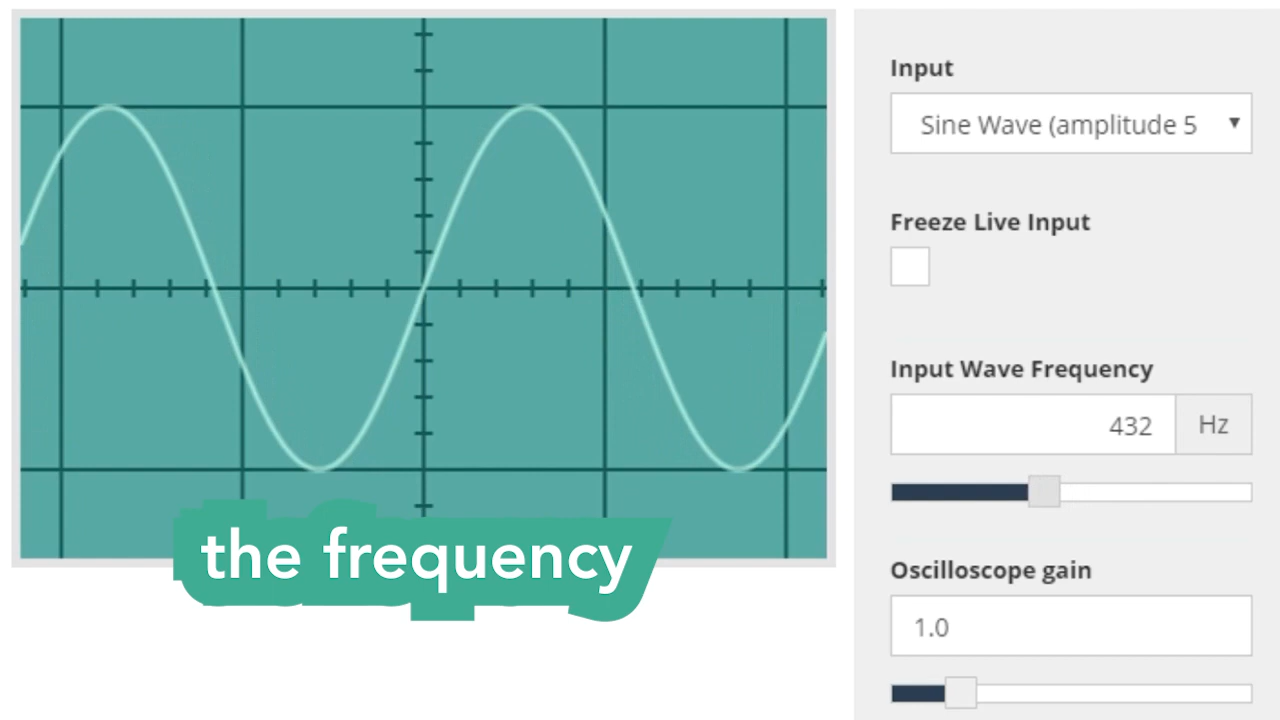 Input
Sine Wave (amplitude 5
Freeze Live Input
Input Wave Frequency
432 Hz
the frequency
Oscilloscope gain
1.0